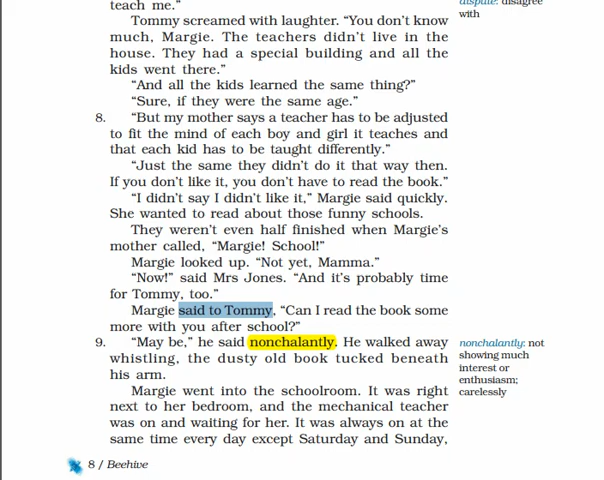 teach me."
Tommy screamed with laughter. "You don't know
much, Margie. The teachers didn't live in the
house. They had a special building and all the
kids went there."
"And all the kids learned the same thing?"
"Sure, if they were the same age."
8. "But my mother says a teacher has to be adjusted
to fit the mind of each boy and girl it teaches and
that each kid has to be taught differently."
"Just the same they didn't do it that way then.
If you don't like it, you don't have to read the book."
"I didn't say I didn't like it," Margie said quickly.
She wanted to read about those funny schools.
They weren't even half finished when Margie's
mother called, "Margie! School!"
Margie looked up. "Not yet, Mamma."
"Now!" said Mrs Jones. "And it's probably time
for Tommy, too."
Margie said to Tommy, "Can I read the book some
more with you after school?"
9. "May be," he said nonchalantly. He walked away
whistling, the dusty old book tucked beneath
his arm.
Margie went into the schoolroom. It was right
next to her bedroom, and the mechanical teacher
was on and waiting for her. It was always on at the
same time every day except Saturday and Sunday,
dispute: disagree
with
nonchalantly: not
showing much
interest or
enthusiasm;
carelessly
8 / Beehive